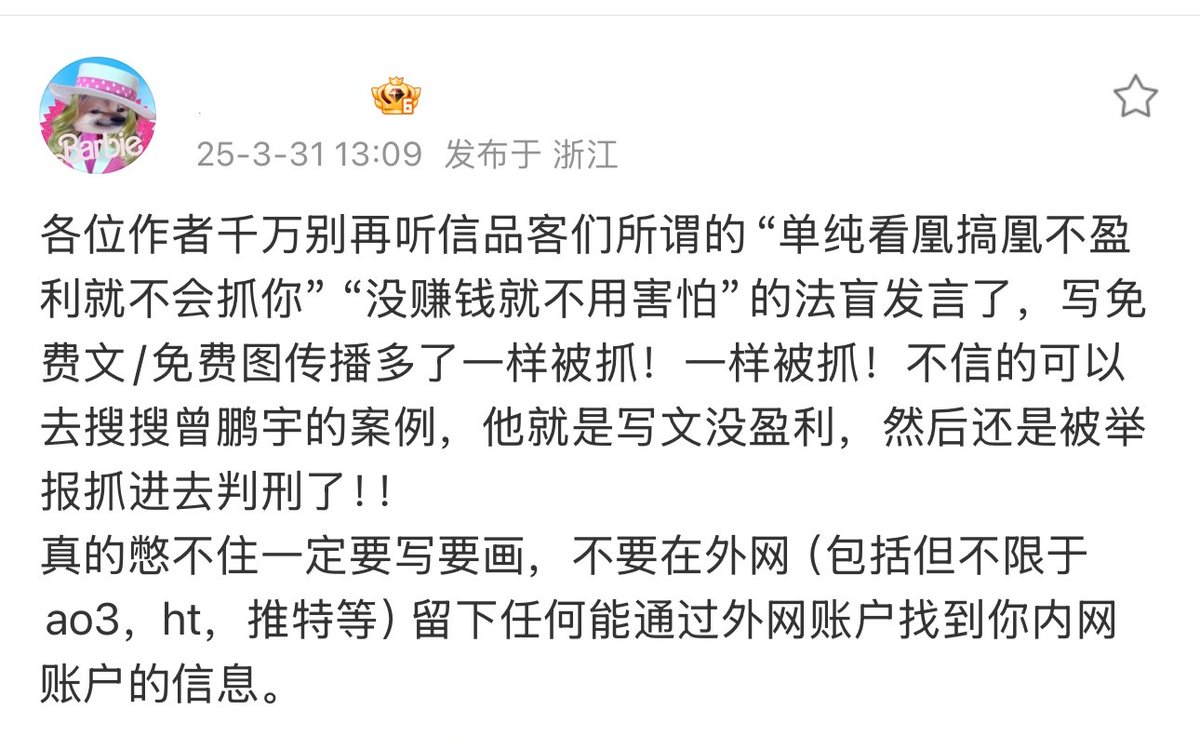 Barbie
6
25-3-31 13:09 发布于 浙江
各位作者千万别再听信品客们所谓的“单纯看凰搞凰不盈
利就不会抓你”“没赚钱就不用害怕”的法盲发言了，写免
费文/免费图传播多了一样被抓！一样被抓！不信的可以
去搜搜曾鹏宇的案例，他就是写文没盈利，然后还是被举
报抓进去判刑了！！
真的憋不住一定要写要画，不要在外网（包括但不限于
ao3，ht，推特等）留下任何能通过外网账户找到你内网
账户的信息。